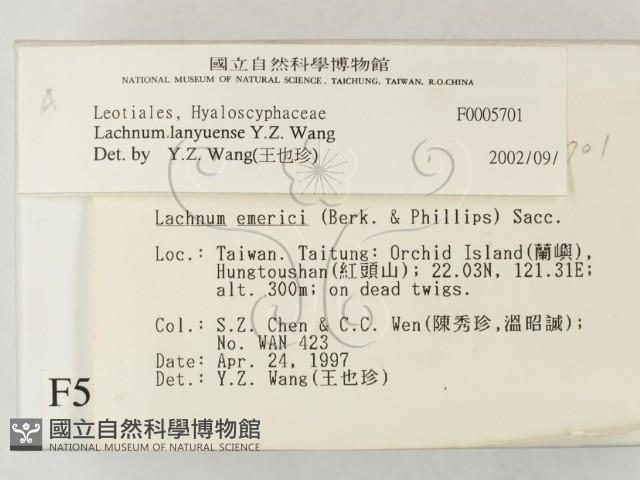 國立自然科學博物館
NATIONAL MUSEUM OF NATURAL SCIENCE, TAICHUNG, TAIWAN, R.O.CHINA
A
Leotiales, Hyaloscyphaceae F0005701
Lachnum lanyuense Y.Z. Wang
Det. by Y.Z. Wang(王也珍) 2002/09/
701
Lachnum emerici (Berk. & Phillips) Sacc.
Loc.: Taiwan. Taitung: Orchid Island(蘭嶼),
Hungtoushan(紅頭山); 22.03N, 121.31E;
alt. 300m; on dead twigs.
Col.: S.Z. Chen & C.C. Wen(陳秀珍,溫昭誠);
No. WAN 423
Date: Apr. 24, 1997
Det.: Y.Z. Wang(王也珍)
F5
國立自然科學博物館
NATIONAL MUSEUM OF NATURAL SCIENCE